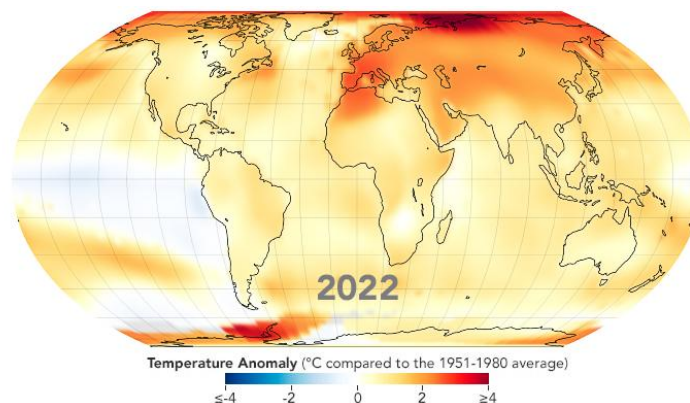 2022
Temperature Anomaly (°C compared to the 1951-1980 average)
≤-4 -2 0 2 ≥4